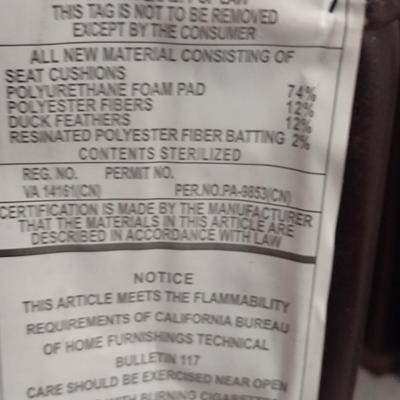 THIS TAG IS NOT TO BE REMOVED
EXCEPT BY THE CONSUMER
ALL NEW MATERIAL CONSISTING OF
SEAT CUSHIONS
POLYURETHANE FOAM PAD 74%
POLYESTER FIBERS 12%
DUCK FEATHERS 12%
RESINATED POLYESTER FIBER BATTING 2%
CONTENTS STERILIZED
REG. NO. PERMIT NO.
VA 14161(CN) PER.NO.PA-9853(CN)
CERTIFICATION IS MADE BY THE MANUFACTURER
THAT THE MATERIALS IN THIS ARTICLE ARE
DESCRIBED IN ACCORDANCE WITH LAW
NOTICE
THIS ARTICLE MEETS THE FLAMMABILITY
REQUIREMENTS OF CALIFORNIA BUREAU
OF HOME FURNISHINGS TECHNICAL
BULLETIN 117
CARE SHOULD BE EXERCISED NEAR OPEN
WITH BURNING CIGARETTES